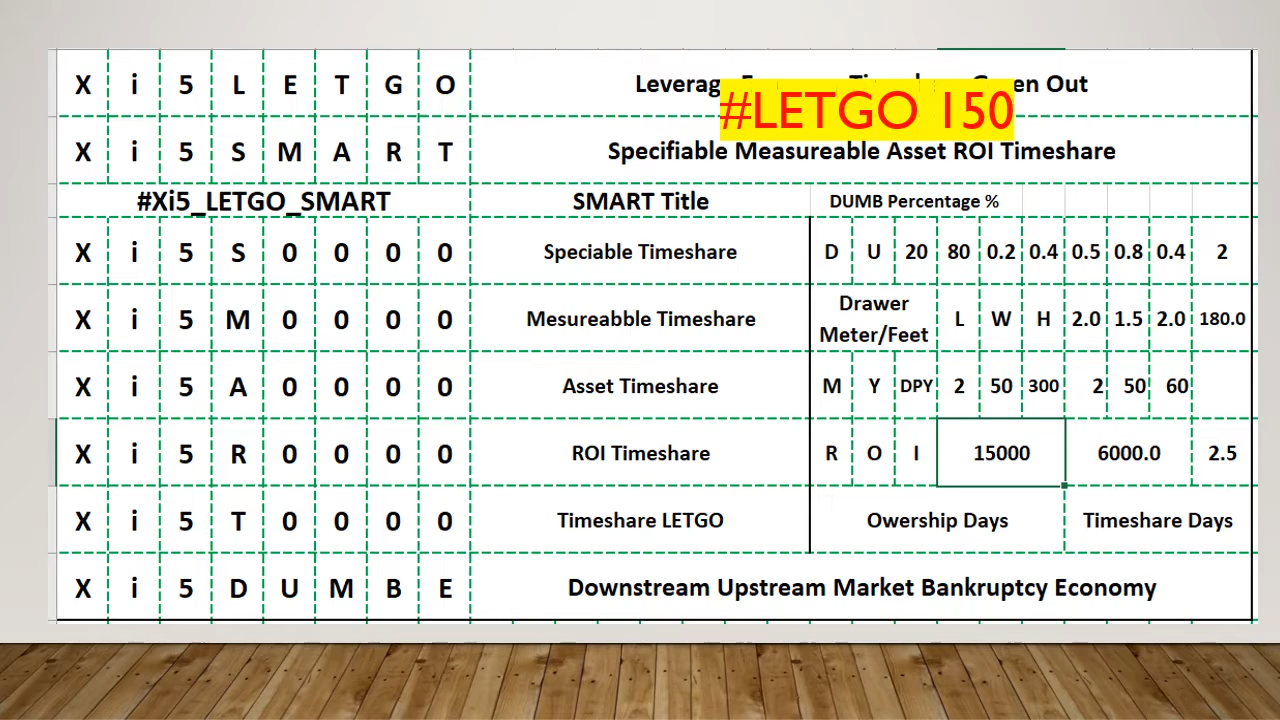 X i 5 L E T G O Leverag en Out
#LETGO 150
X i 5 S M A R T Specifiable Measureable Asset ROI Timeshare
#Xi5_LETGO_SMART SMART Title DUMB Percentage %
X i 5 S 0 0 0 0 Speciable Timeshare D U 20 80 0.2 0.4 0.5 0.8 0.4 2
X i 5 M 0 0 0 0 Mesureabble Timeshare Drawer Meter/Feet L W H 2.0 1.5 2.0 180.0
X i 5 A 0 0 0 0 Asset Timeshare M Y DPY 2 50 300 2 50 60
X i 5 R 0 0 0 0 ROI Timeshare R O I 15000 6000.0 2.5
X i 5 T 0 0 0 0 Timeshare LETGO Owership Days Timeshare Days
X i 5 D U M B E Downstream Upstream Market Bankruptcy Economy